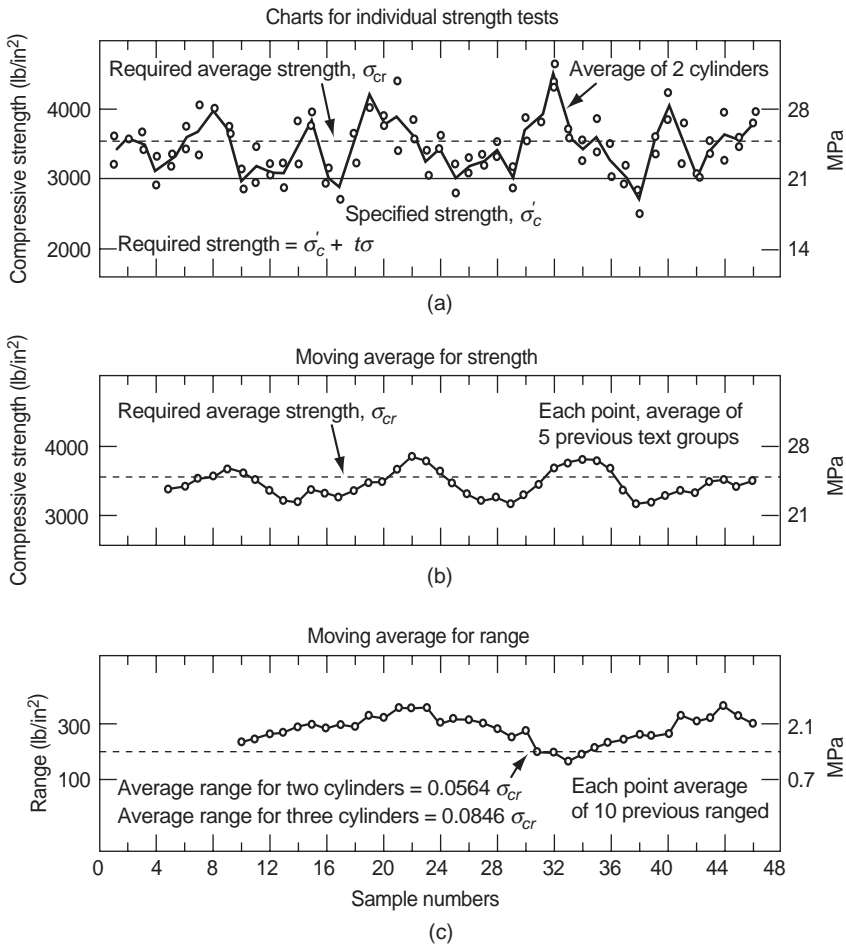 Charts for individual strength tests
Compressive strength (lb/in²)
4000
3000
2000
Required average strength, σcr
Average of 2 cylinders
Specified strength, σ′c
Required strength = σ′c + tσ
28
21
14
MPa
(a)
Moving average for strength
Compressive strength (lb/in²)
4000
3000
Required average strength, σcr
Each point, average of
5 previous text groups
28
21
MPa
(b)
Moving average for range
Range (lb/in²)
300
100
Average range for two cylinders = 0.0564 σcr
Average range for three cylinders = 0.0846 σcr
Each point average
of 10 previous ranged
2.1
0.7
MPa
0 4 8 12 16 20 24 28 32 36 40 44 48
Sample numbers
(c)